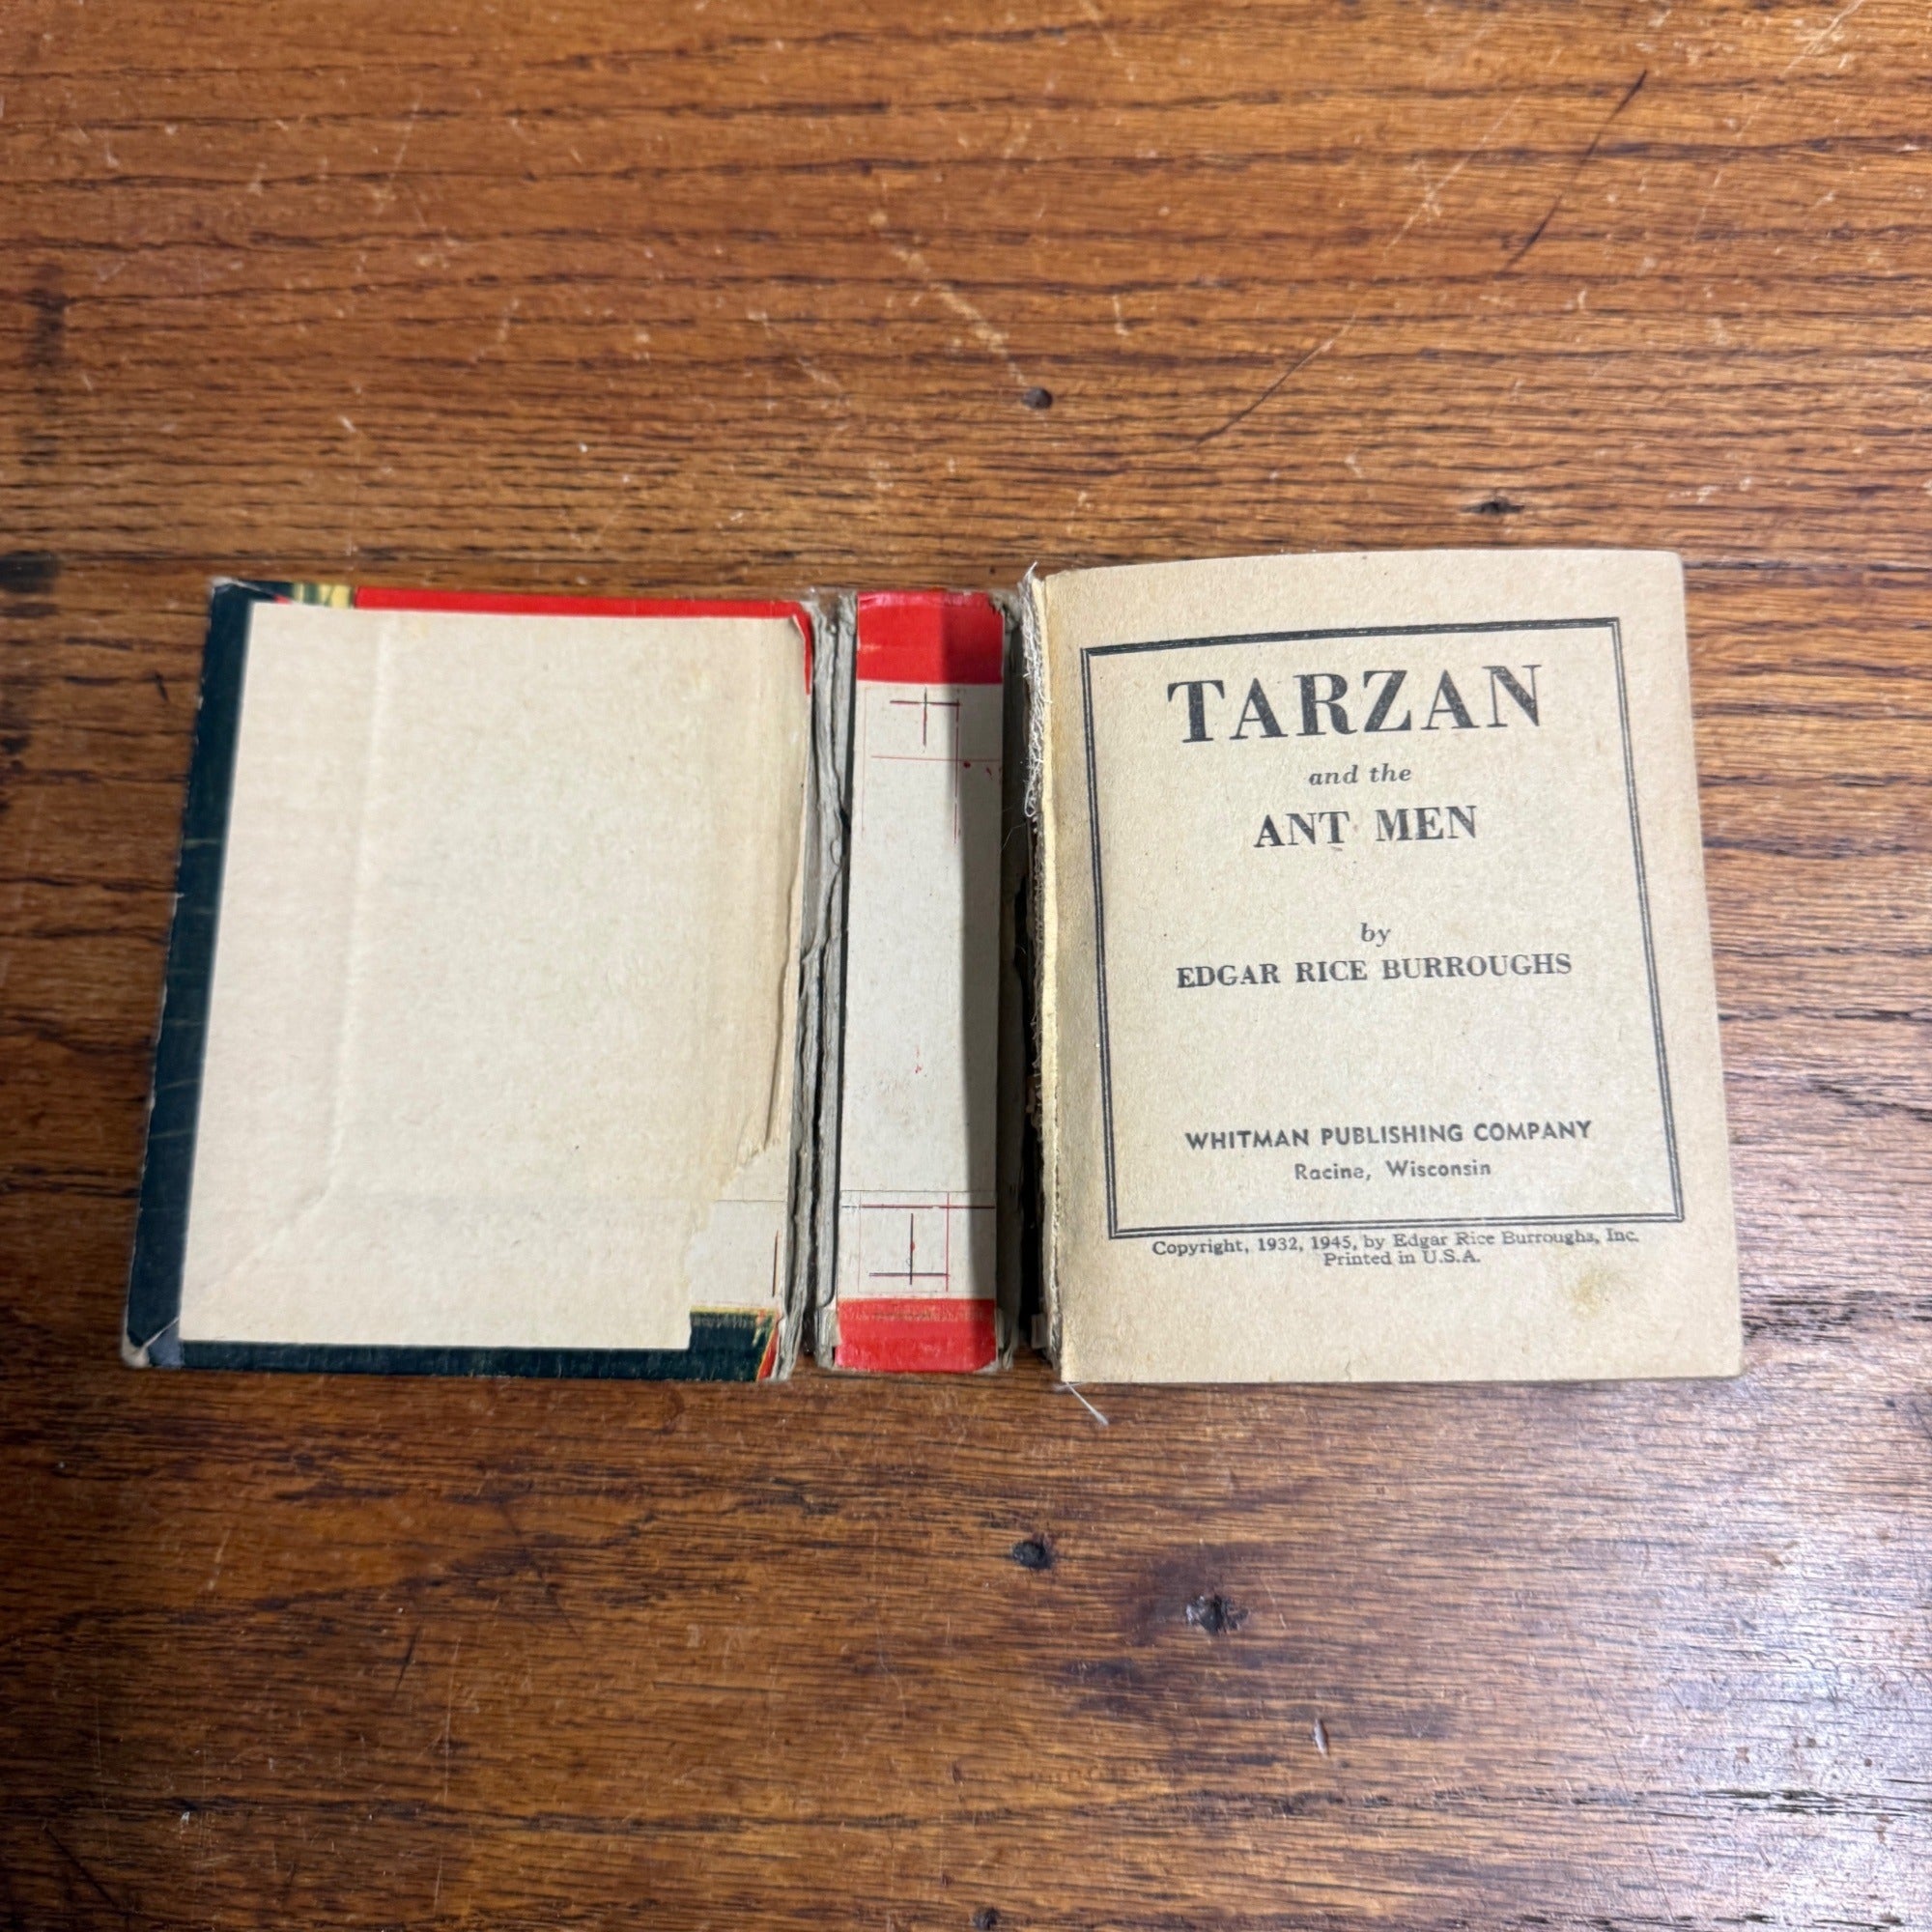 TARZAN
and the
ANT MEN
by
EDGAR RICE BURROUGHS
WHITMAN PUBLISHING COMPANY
Racine, Wisconsin
Copyright, 1932, 1945, by Edgar Rice Burroughs, Inc.
Printed in U.S.A.